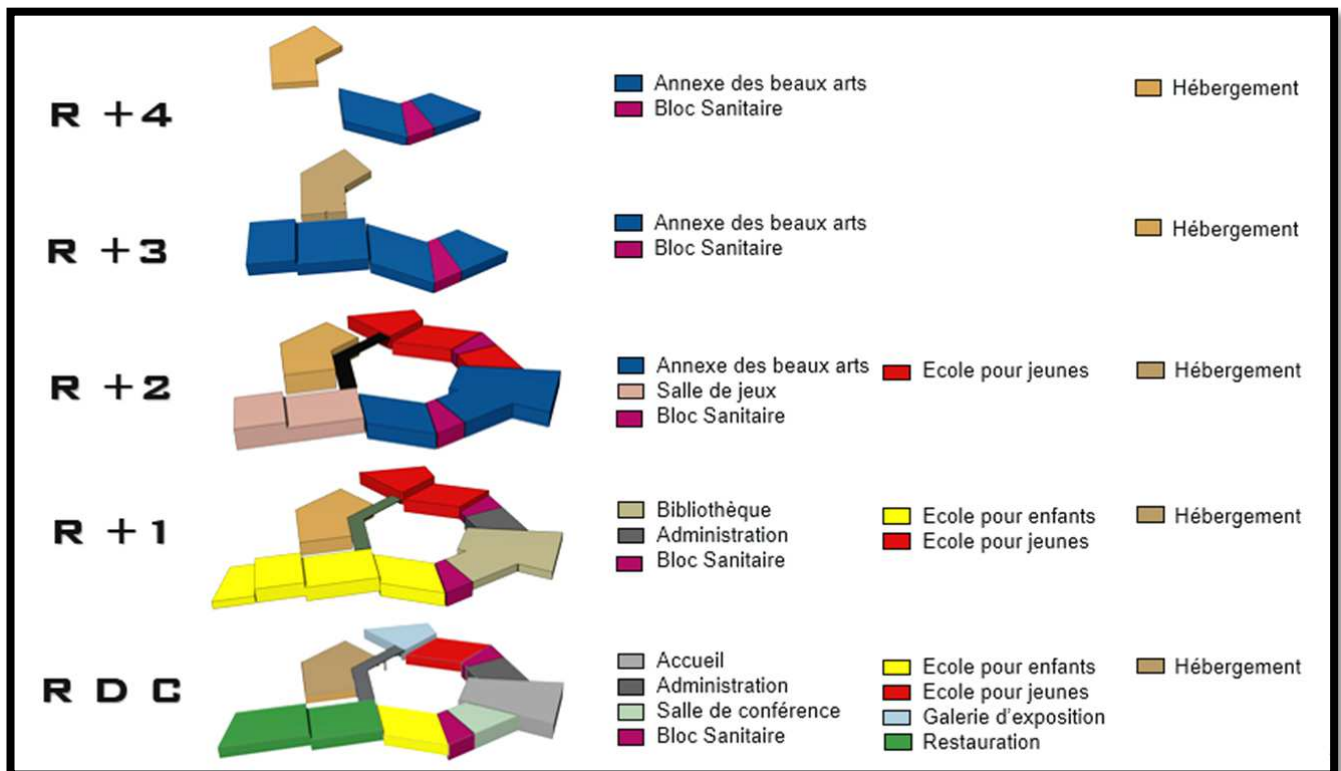 R +4
Annexe des beaux arts
Bloc Sanitaire
Hébergement
R +3
Annexe des beaux arts
Bloc Sanitaire
Hébergement
R +2
Annexe des beaux arts
Salle de jeux
Bloc Sanitaire
Ecole pour jeunes
Hébergement
R +1
Bibliothèque
Administration
Bloc Sanitaire
Ecole pour enfants
Ecole pour jeunes
Hébergement
R D C
Accueil
Administration
Salle de conférence
Bloc Sanitaire
Ecole pour enfants
Ecole pour jeunes
Galerie d'exposition
Restauration
Hébergement